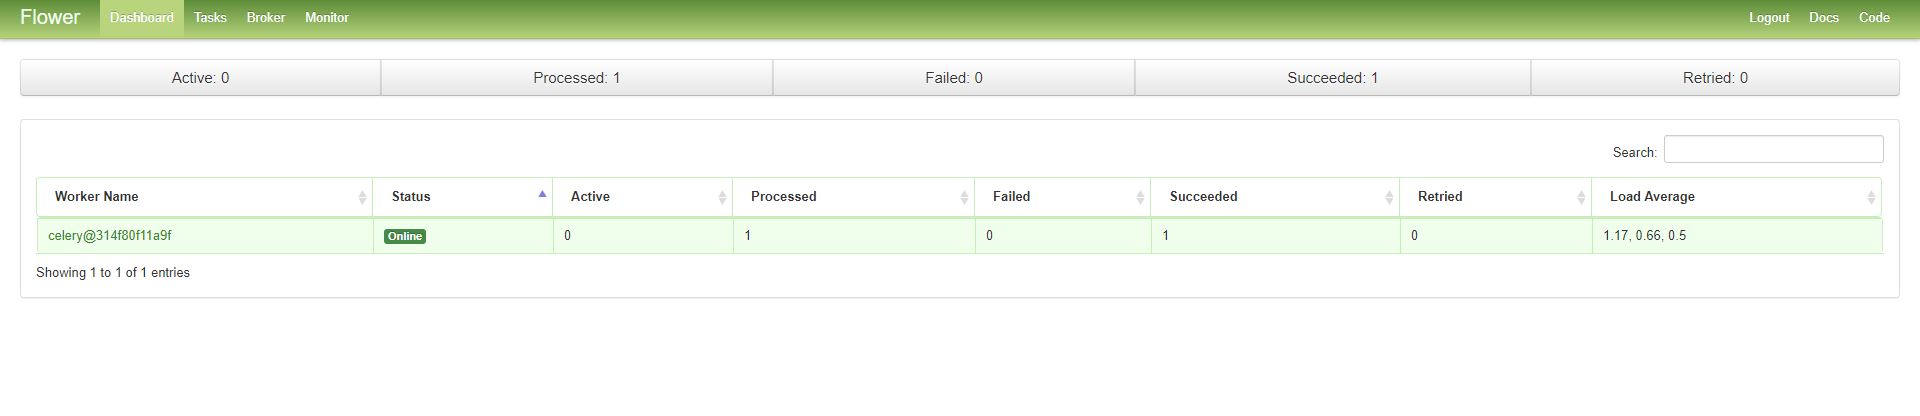 Flower Dashboard Tasks Broker Monitor Logout Docs Code
Active: 0 Processed: 1 Failed: 0 Succeeded: 1 Retried: 0
Search:
Worker Name Status Active Processed Failed Succeeded Retried Load Average
celery@314f80f11a9f Online 0 1 0 1 0 1.17, 0.66, 0.5
Showing 1 to 1 of 1 entries